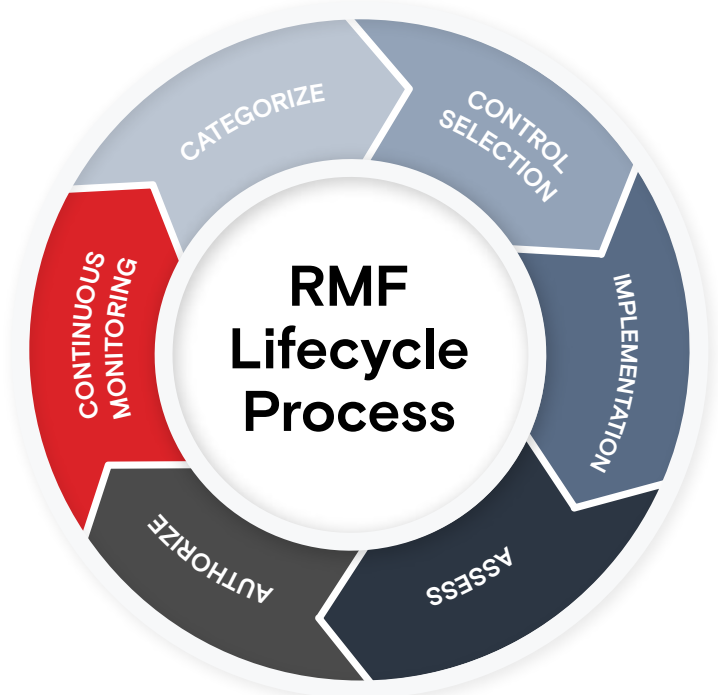 RMF
Lifecycle
Process
CATEGORIZE
CONTROL
SELECTION
IMPLEMENTATION
ASSESS
AUTHORIZE
CONTINUOUS
MONITORING